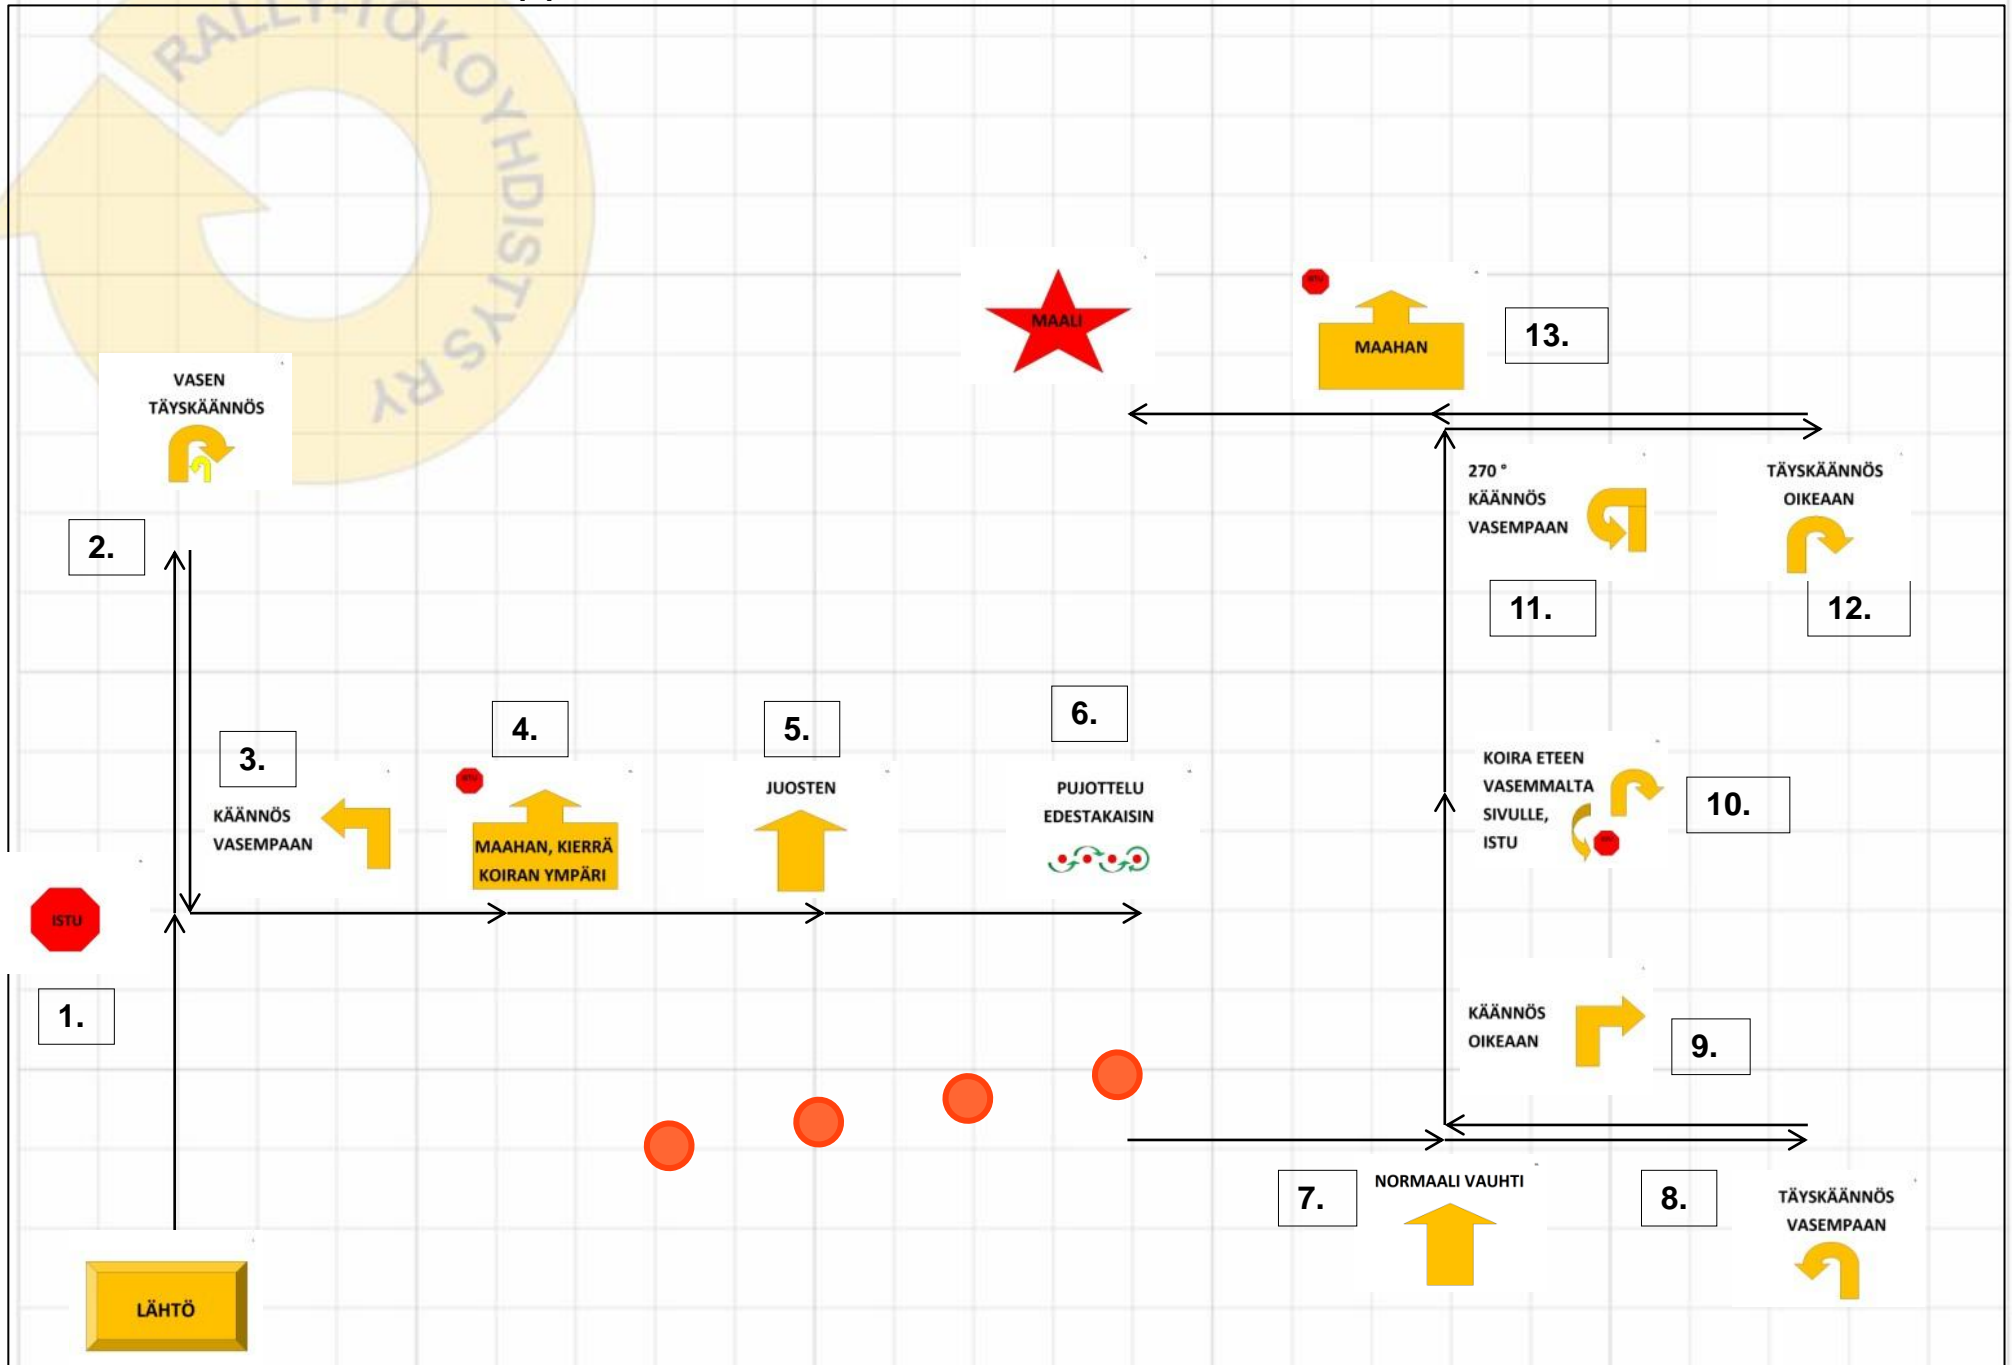 RALLY-TOKOYHDISTYS RY
MAALI
MAAHAN
13.
VASEN
TÄYSKÄÄNNÖS
2.
270 °
KÄÄNNÖS
VASEMPAAN
11.
TÄYSKÄÄNNÖS
OIKEAAN
12.
3.
KÄÄNNÖS
VASEMPAAN
4.
MAAHAN, KIERRÄ
KOIRAN YMPÄRI
5.
JUOSTEN
6.
PUJOTTELU
EDESTAKAISIN
KOIRA ETEEN
VASEMMALTA
SIVULLE,
ISTU
10.
ISTU
1.
KÄÄNNÖS
OIKEAAN
9.
7.
NORMAALI VAUHTI
8.
TÄYSKÄÄNNÖS
VASEMPAAN
LÄHTÖ